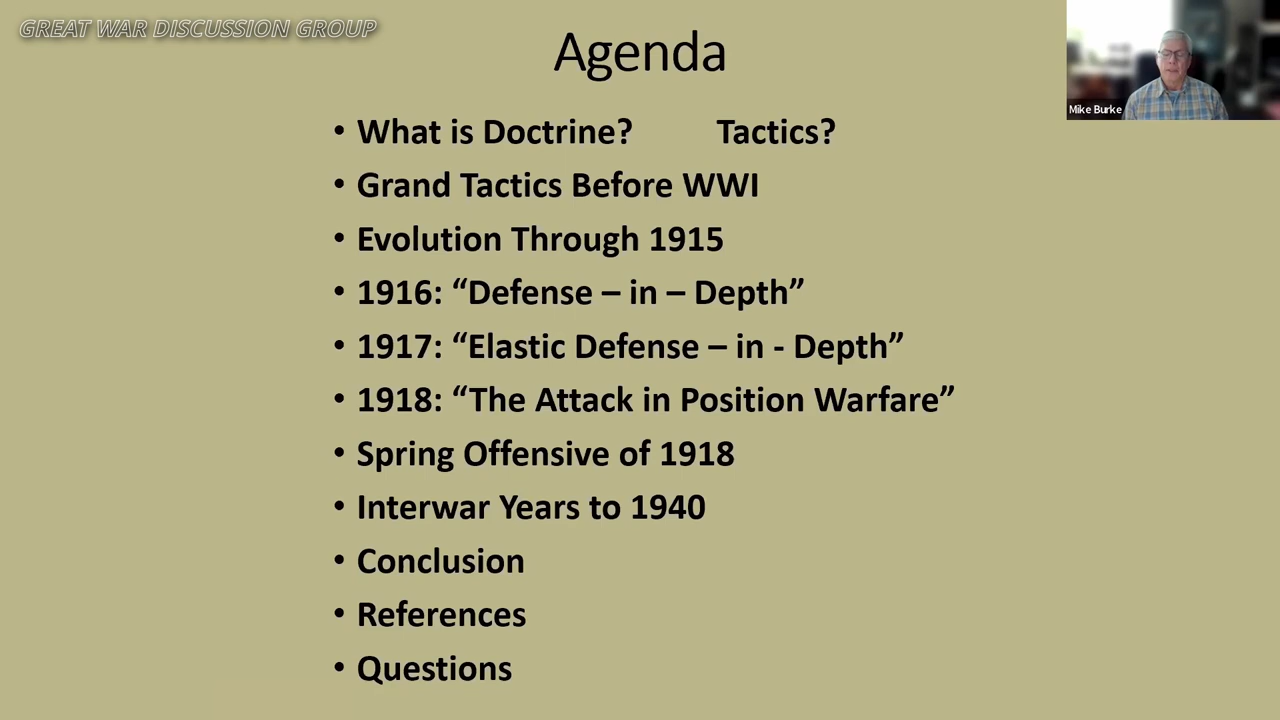 GREAT WAR DISCUSSION GROUP
Agenda
Mike Burke
• What is Doctrine? Tactics?
• Grand Tactics Before WWI
• Evolution Through 1915
• 1916: “Defense – in – Depth”
• 1917: “Elastic Defense – in - Depth”
• 1918: “The Attack in Position Warfare”
• Spring Offensive of 1918
• Interwar Years to 1940
• Conclusion
• References
• Questions